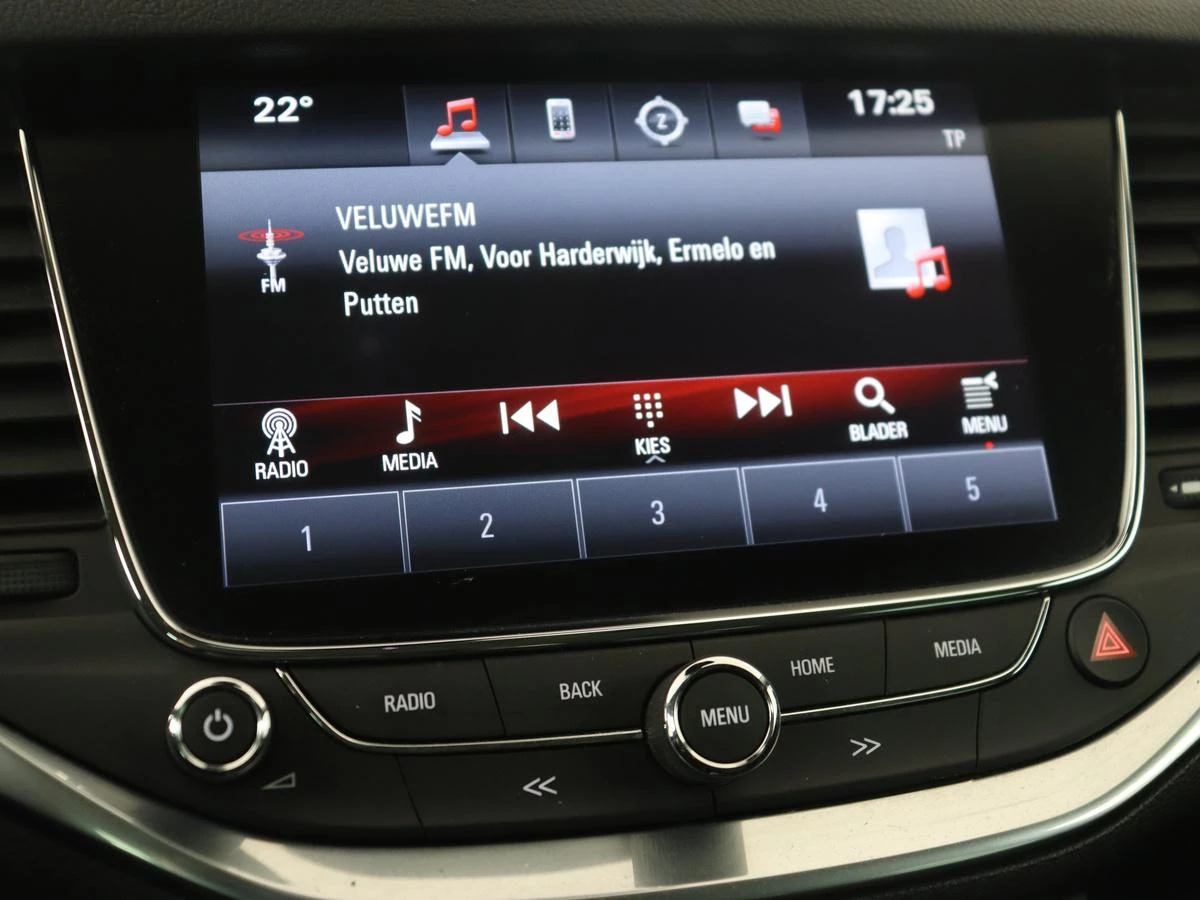 22°
17:25
TP
VELUWEFM
Veluwe FM, Voor Harderwijk, Ermelo en
Putten
FM
RADIO
MEDIA
KIES
BLADER
MENU
1
2
3
4
5
RADIO
BACK
MENU
HOME
MEDIA